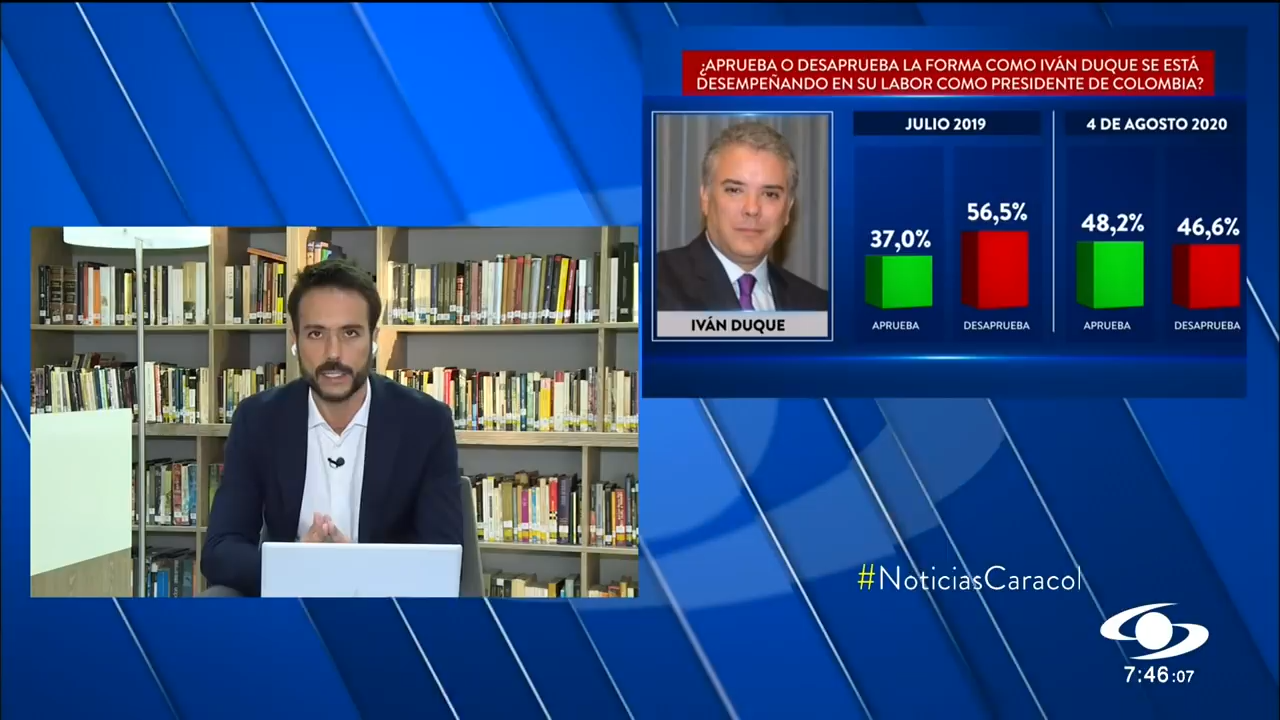 ¿APRUEBA O DESAPRUEBA LA FORMA COMO IVÁN DUQUE SE ESTÁ
DESEMPEÑANDO EN SU LABOR COMO PRESIDENTE DE COLOMBIA?
JULIO 2019
4 DE AGOSTO 2020
37,0%
56,5%
48,2%
46,6%
APRUEBA
DESAPRUEBA
APRUEBA
DESAPRUEBA
IVÁN DUQUE
#NoticiasCaracol
7:46:07